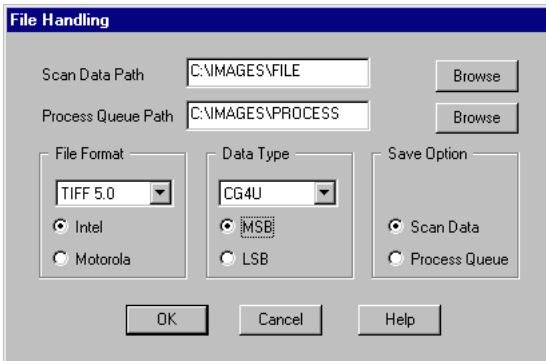 File Handling
Scan Data Path C:\IMAGES\FILE Browse
Process Queue Path C:\IMAGES\PROCESS Browse
File Format Data Type Save Option
TIFF 5.0 CG4U
Intel MSB Scan Data
Motorola LSB Process Queue
OK Cancel Help